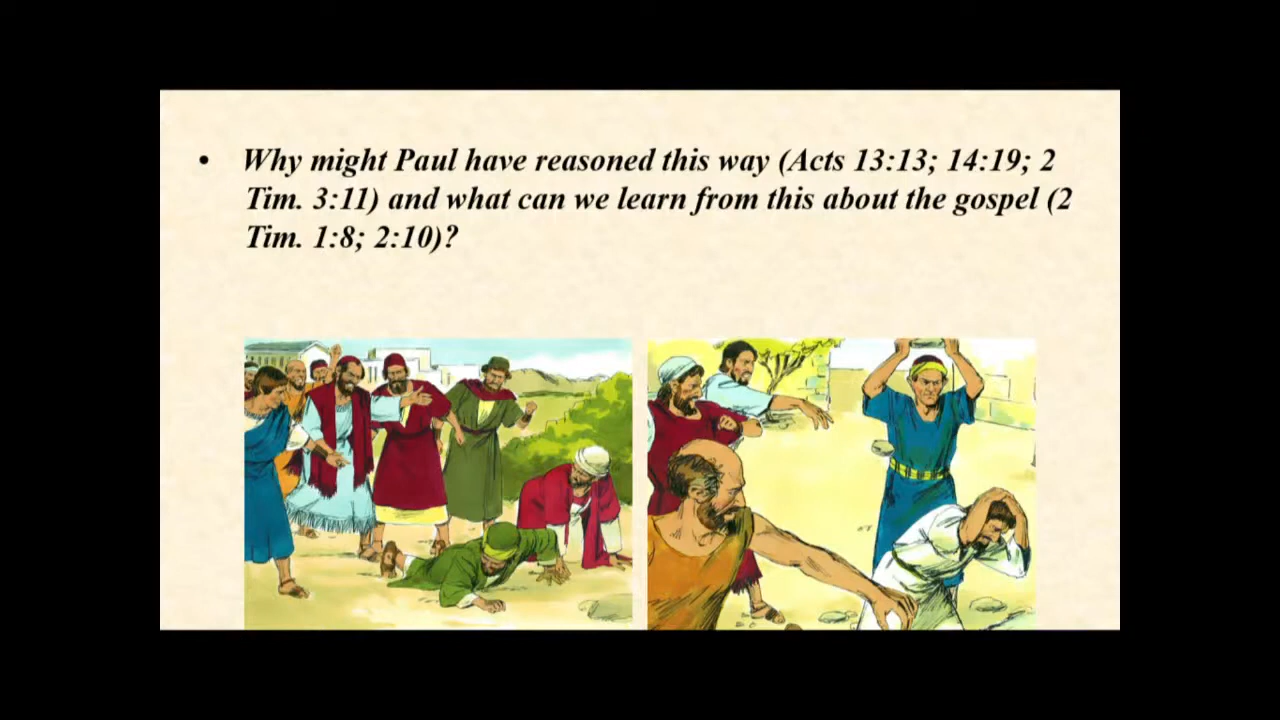 • Why might Paul have reasoned this way (Acts 13:13; 14:19; 2
Tim. 3:11) and what can we learn from this about the gospel (2
Tim. 1:8; 2:10)?